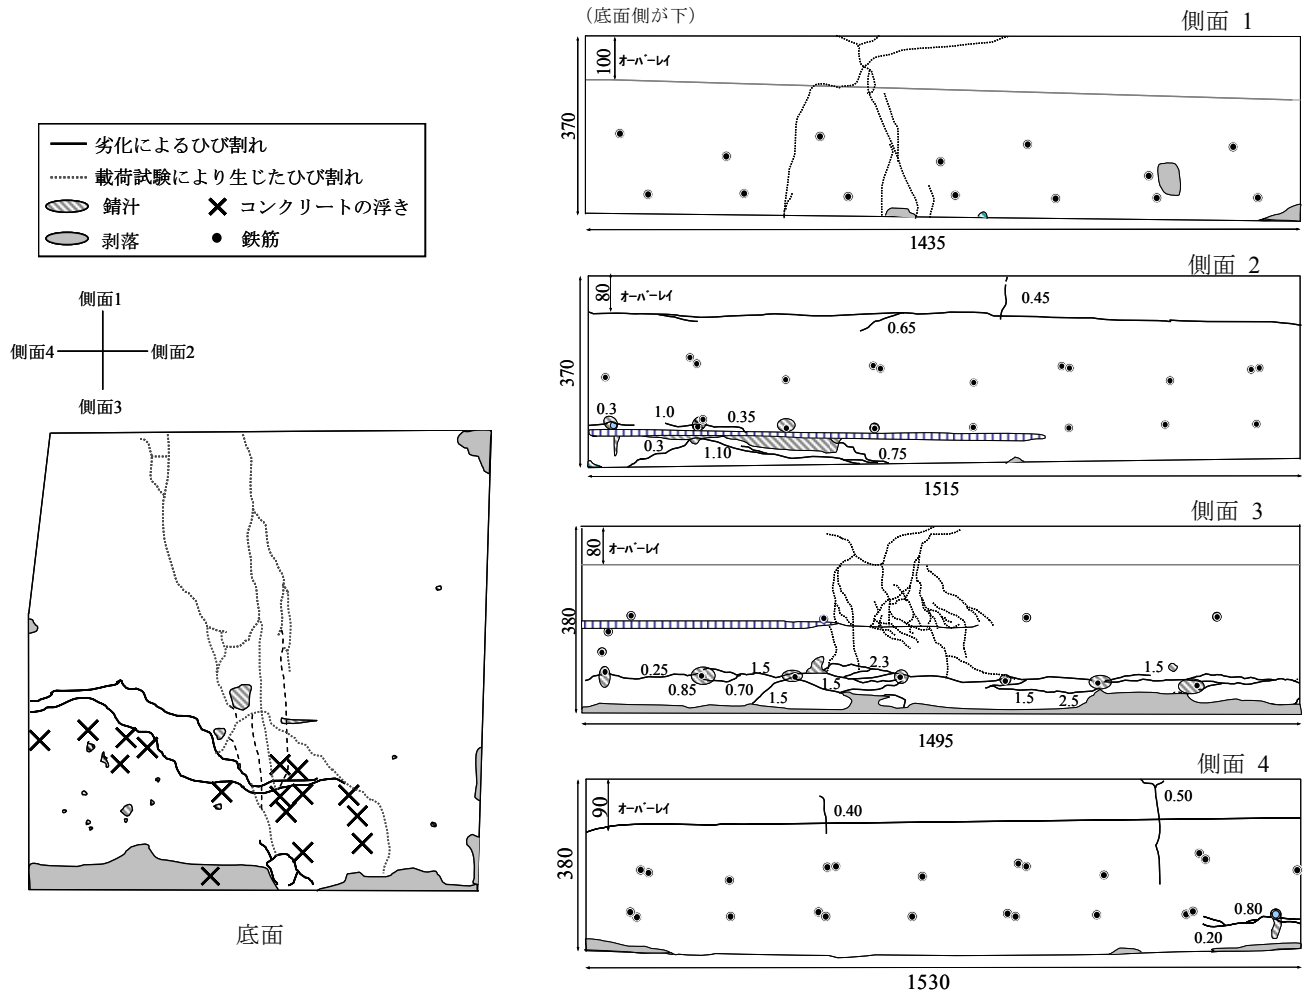 劣化によるひび割れ
載荷試験により生じたひび割れ
錆汁
コンクリートの浮き
剥落
鉄筋
側面1
側面4
側面2
側面3
底面
(底面側が下)
側面 1
100
オーバーレイ
370
1435
側面 2
80
オーバーレイ
0.45
0.65
370
0.3
1.0
0.35
0.3
1.10
0.75
1515
側面 3
80
オーバーレイ
380
0.25
1.5
2.3
1.5
0.85
0.70
1.5
1.5
1.5
2.5
1495
側面 4
90
オーバーレイ
0.40
0.50
380
0.80
0.20
1530